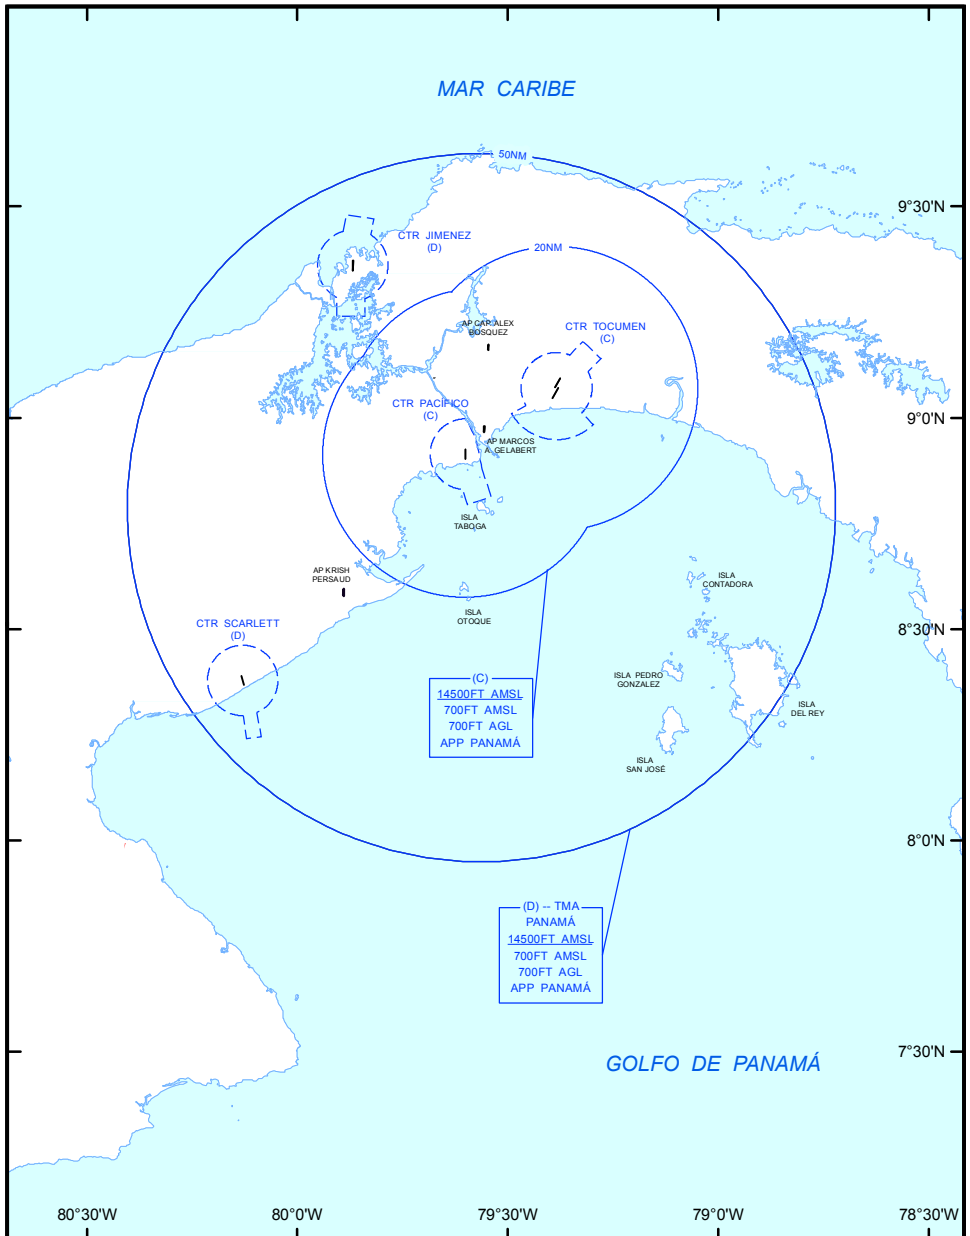 MAR CARIBE
50NM
9°30'N
CTR JIMENEZ
(D)
20NM
AP CAP. ALEX
BOSQUEZ
CTR TOCUMEN
(C)
CTR PACÍFICO
(C)
9°0'N
AP MARCOS
A. GELABERT
ISLA
TABOGA
AP KRISH
PERSAUD
ISLA
CONTADORA
ISLA
OTOQUE
CTR SCARLETT
(D)
8°30'N
(C)
14500FT AMSL
700FT AMSL
700FT AGL
APP PANAMÁ
ISLA PEDRO
GONZALEZ
ISLA
DEL REY
ISLA
SAN JOSÉ
8°0'N
(D) -- TMA
PANAMÁ
14500FT AMSL
700FT AMSL
700FT AGL
APP PANAMÁ
7°30'N
GOLFO DE PANAMÁ
80°30'W
80°0'W
79°30'W
79°0'W
78°30'W